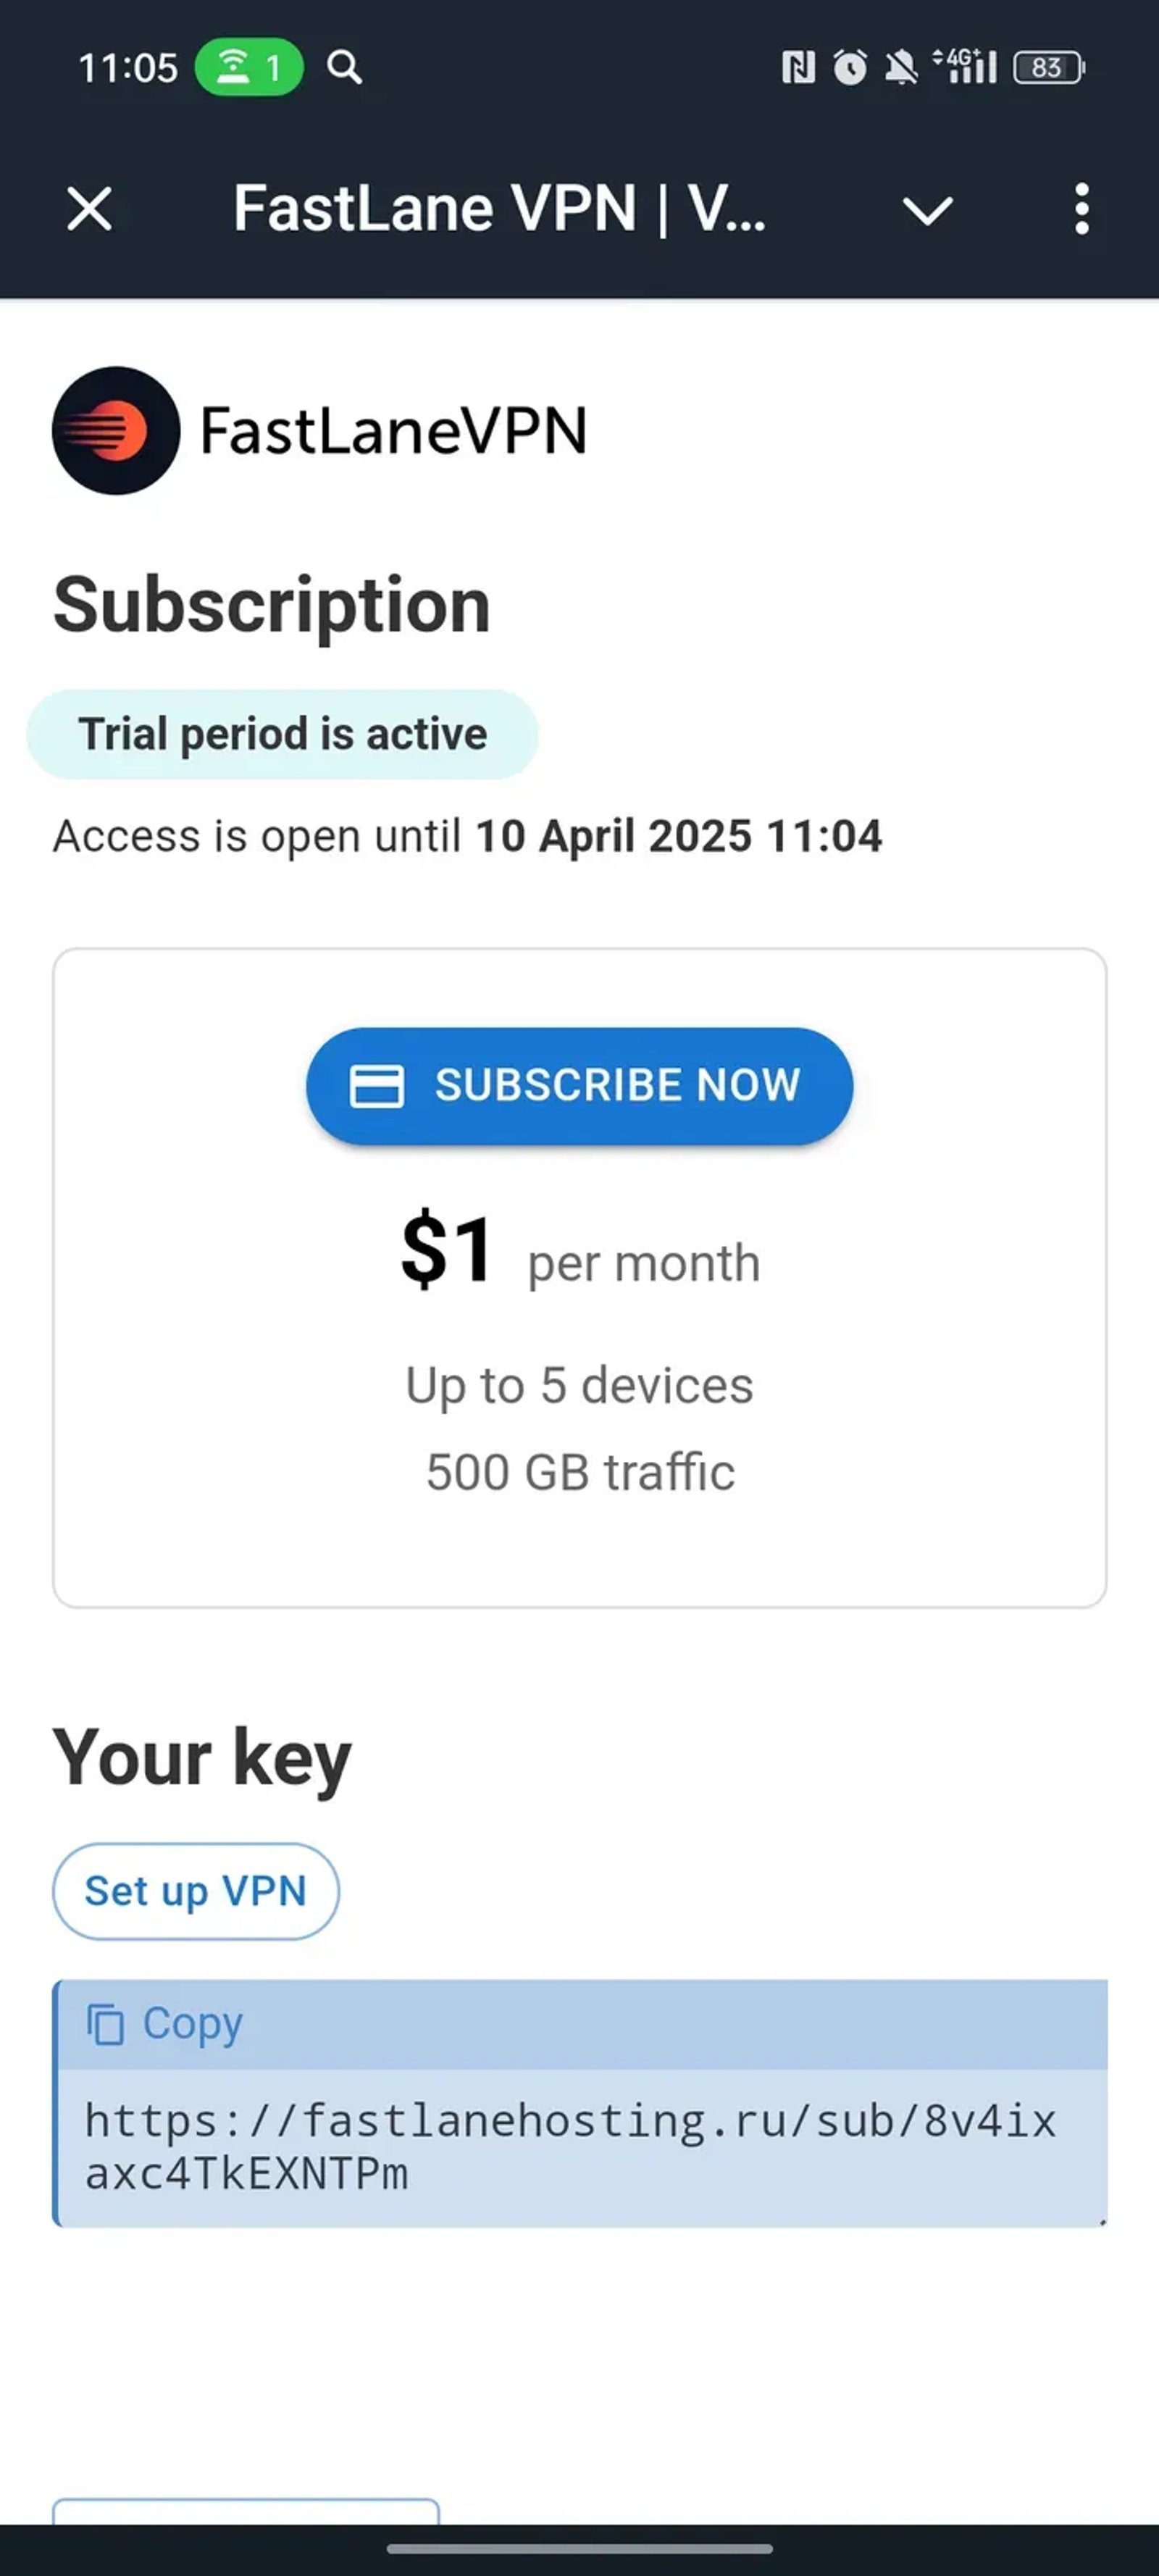 11:05 1 4G+ 83
FastLane VPN | V...
FastLaneVPN
Subscription
Trial period is active
Access is open until 10 April 2025 11:04
SUBSCRIBE NOW
$1 per month
Up to 5 devices
500 GB traffic
Your key
Set up VPN
Copy
https://fastlanehosting.ru/sub/8v4ix
axc4TkEXNTPm